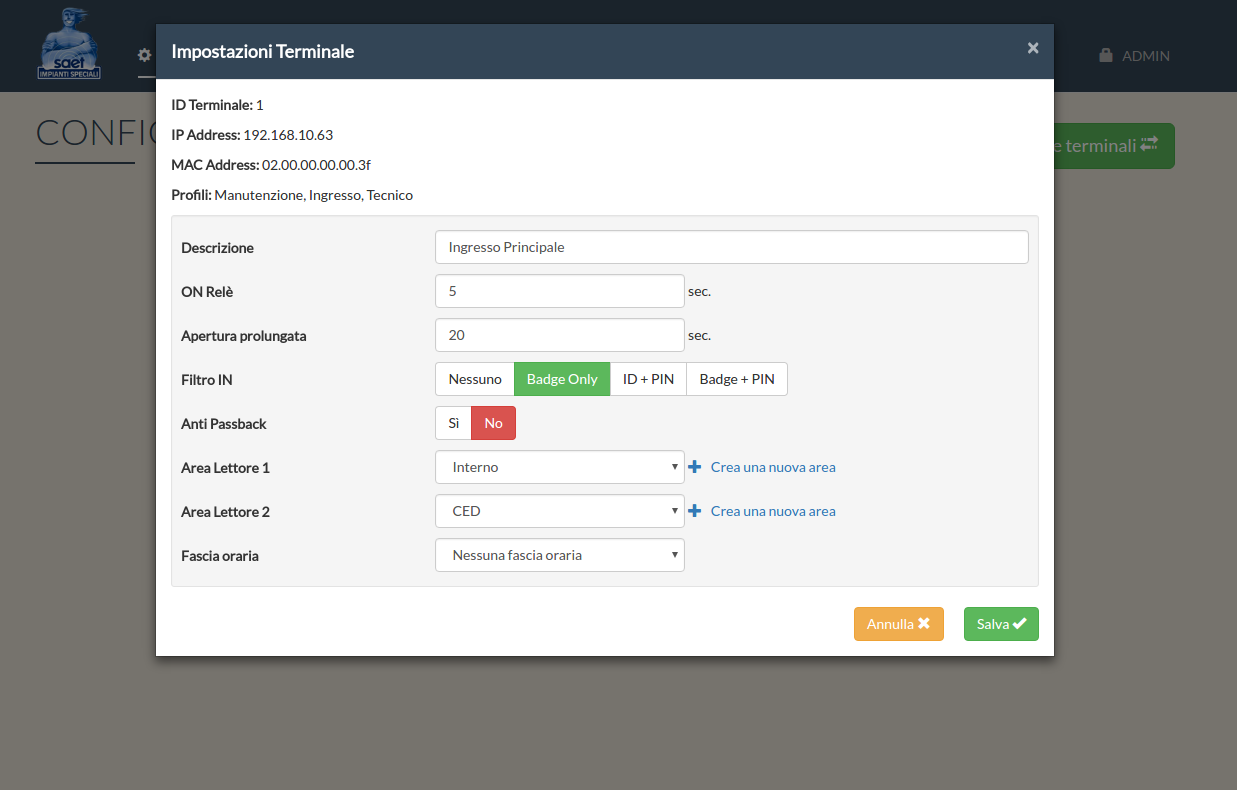 saet
IMPIANTI SPECIALI
Impostazioni Terminale ×
ADMIN
CONFIG
e terminali
ID Terminale: 1
IP Address: 192.168.10.63
MAC Address: 02.00.00.00.00.3f
Profili: Manutenzione, Ingresso, Tecnico
Descrizione Ingresso Principale
ON Relè 5 sec.
Apertura prolungata 20 sec.
Filtro IN Nessuno Badge Only ID + PIN Badge + PIN
Anti Passback Sì No
Area Lettore 1 Interno Crea una nuova area
Area Lettore 2 CED Crea una nuova area
Fascia oraria Nessuna fascia oraria
Annulla Salva